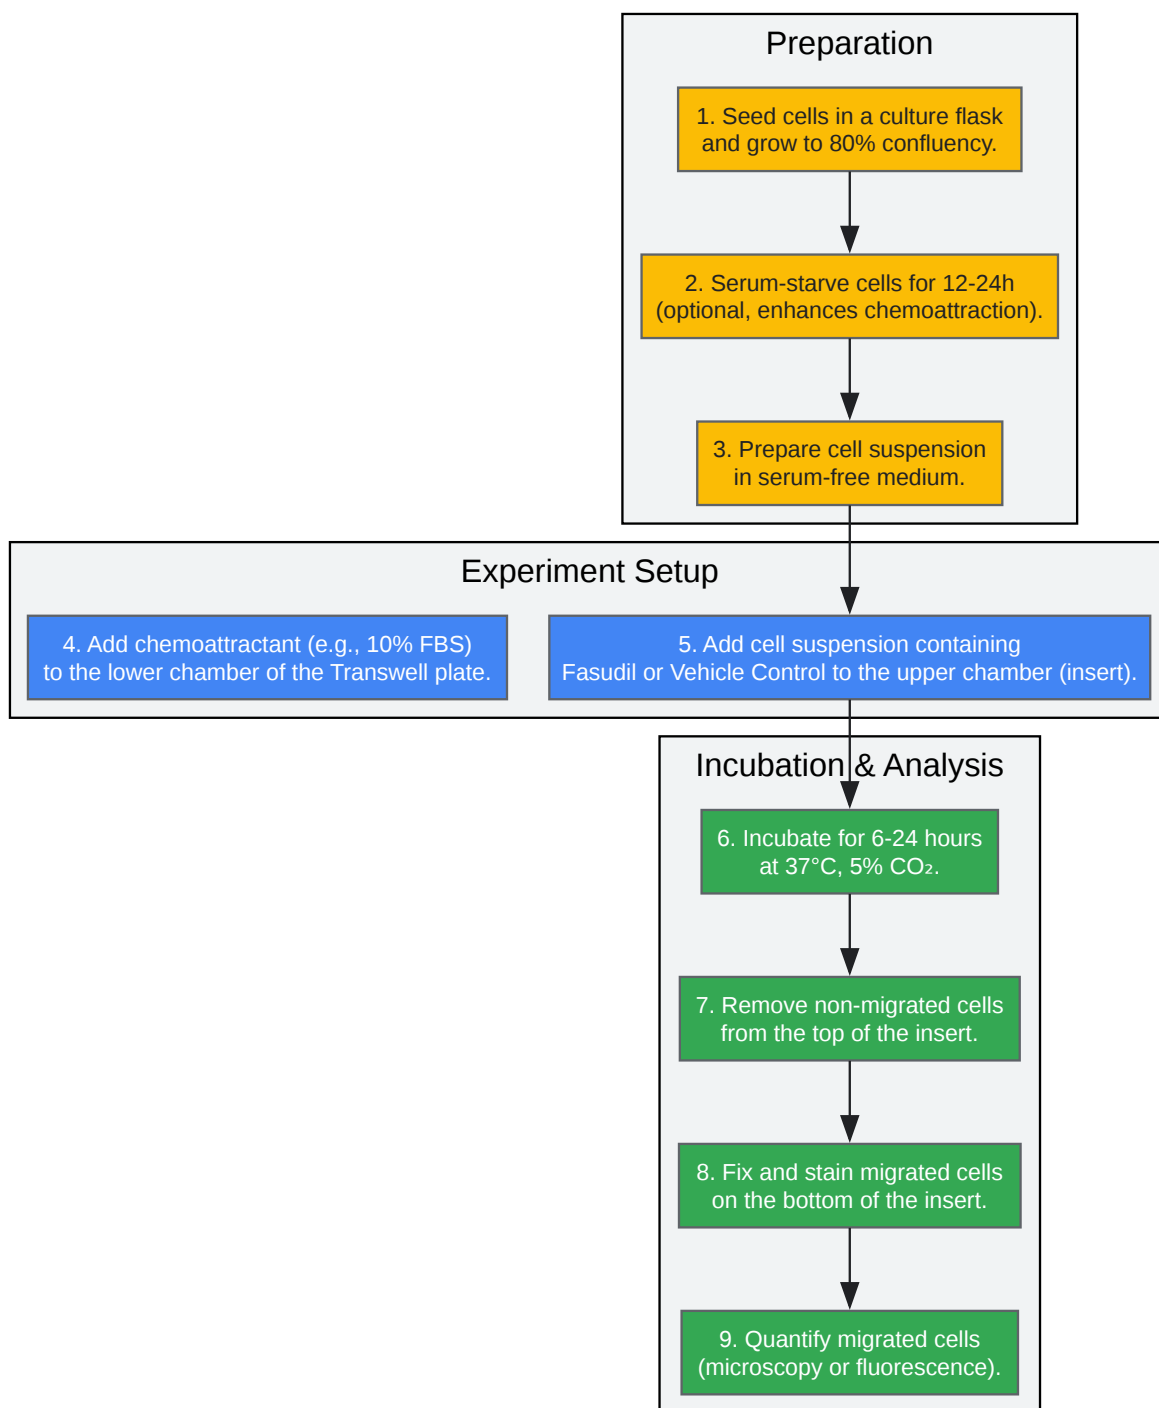 Preparation
1. Seed cells in a culture flask
and grow to 80% confluency.
2. Serum-starve cells for 12-24h
(optional, enhances chemoattraction).
3. Prepare cell suspension
in serum-free medium.
Experiment Setup
4. Add chemoattractant (e.g., 10% FBS)
to the lower chamber of the Transwell plate.
5. Add cell suspension containing
Fasudil or Vehicle Control to the upper chamber (insert).
Incubation & Analysis
6. Incubate for 6-24 hours
at 37°C, 5% CO₂.
7. Remove non-migrated cells
from the top of the insert.
8. Fix and stain migrated cells
on the bottom of the insert.
9. Quantify migrated cells
(microscopy or fluorescence).